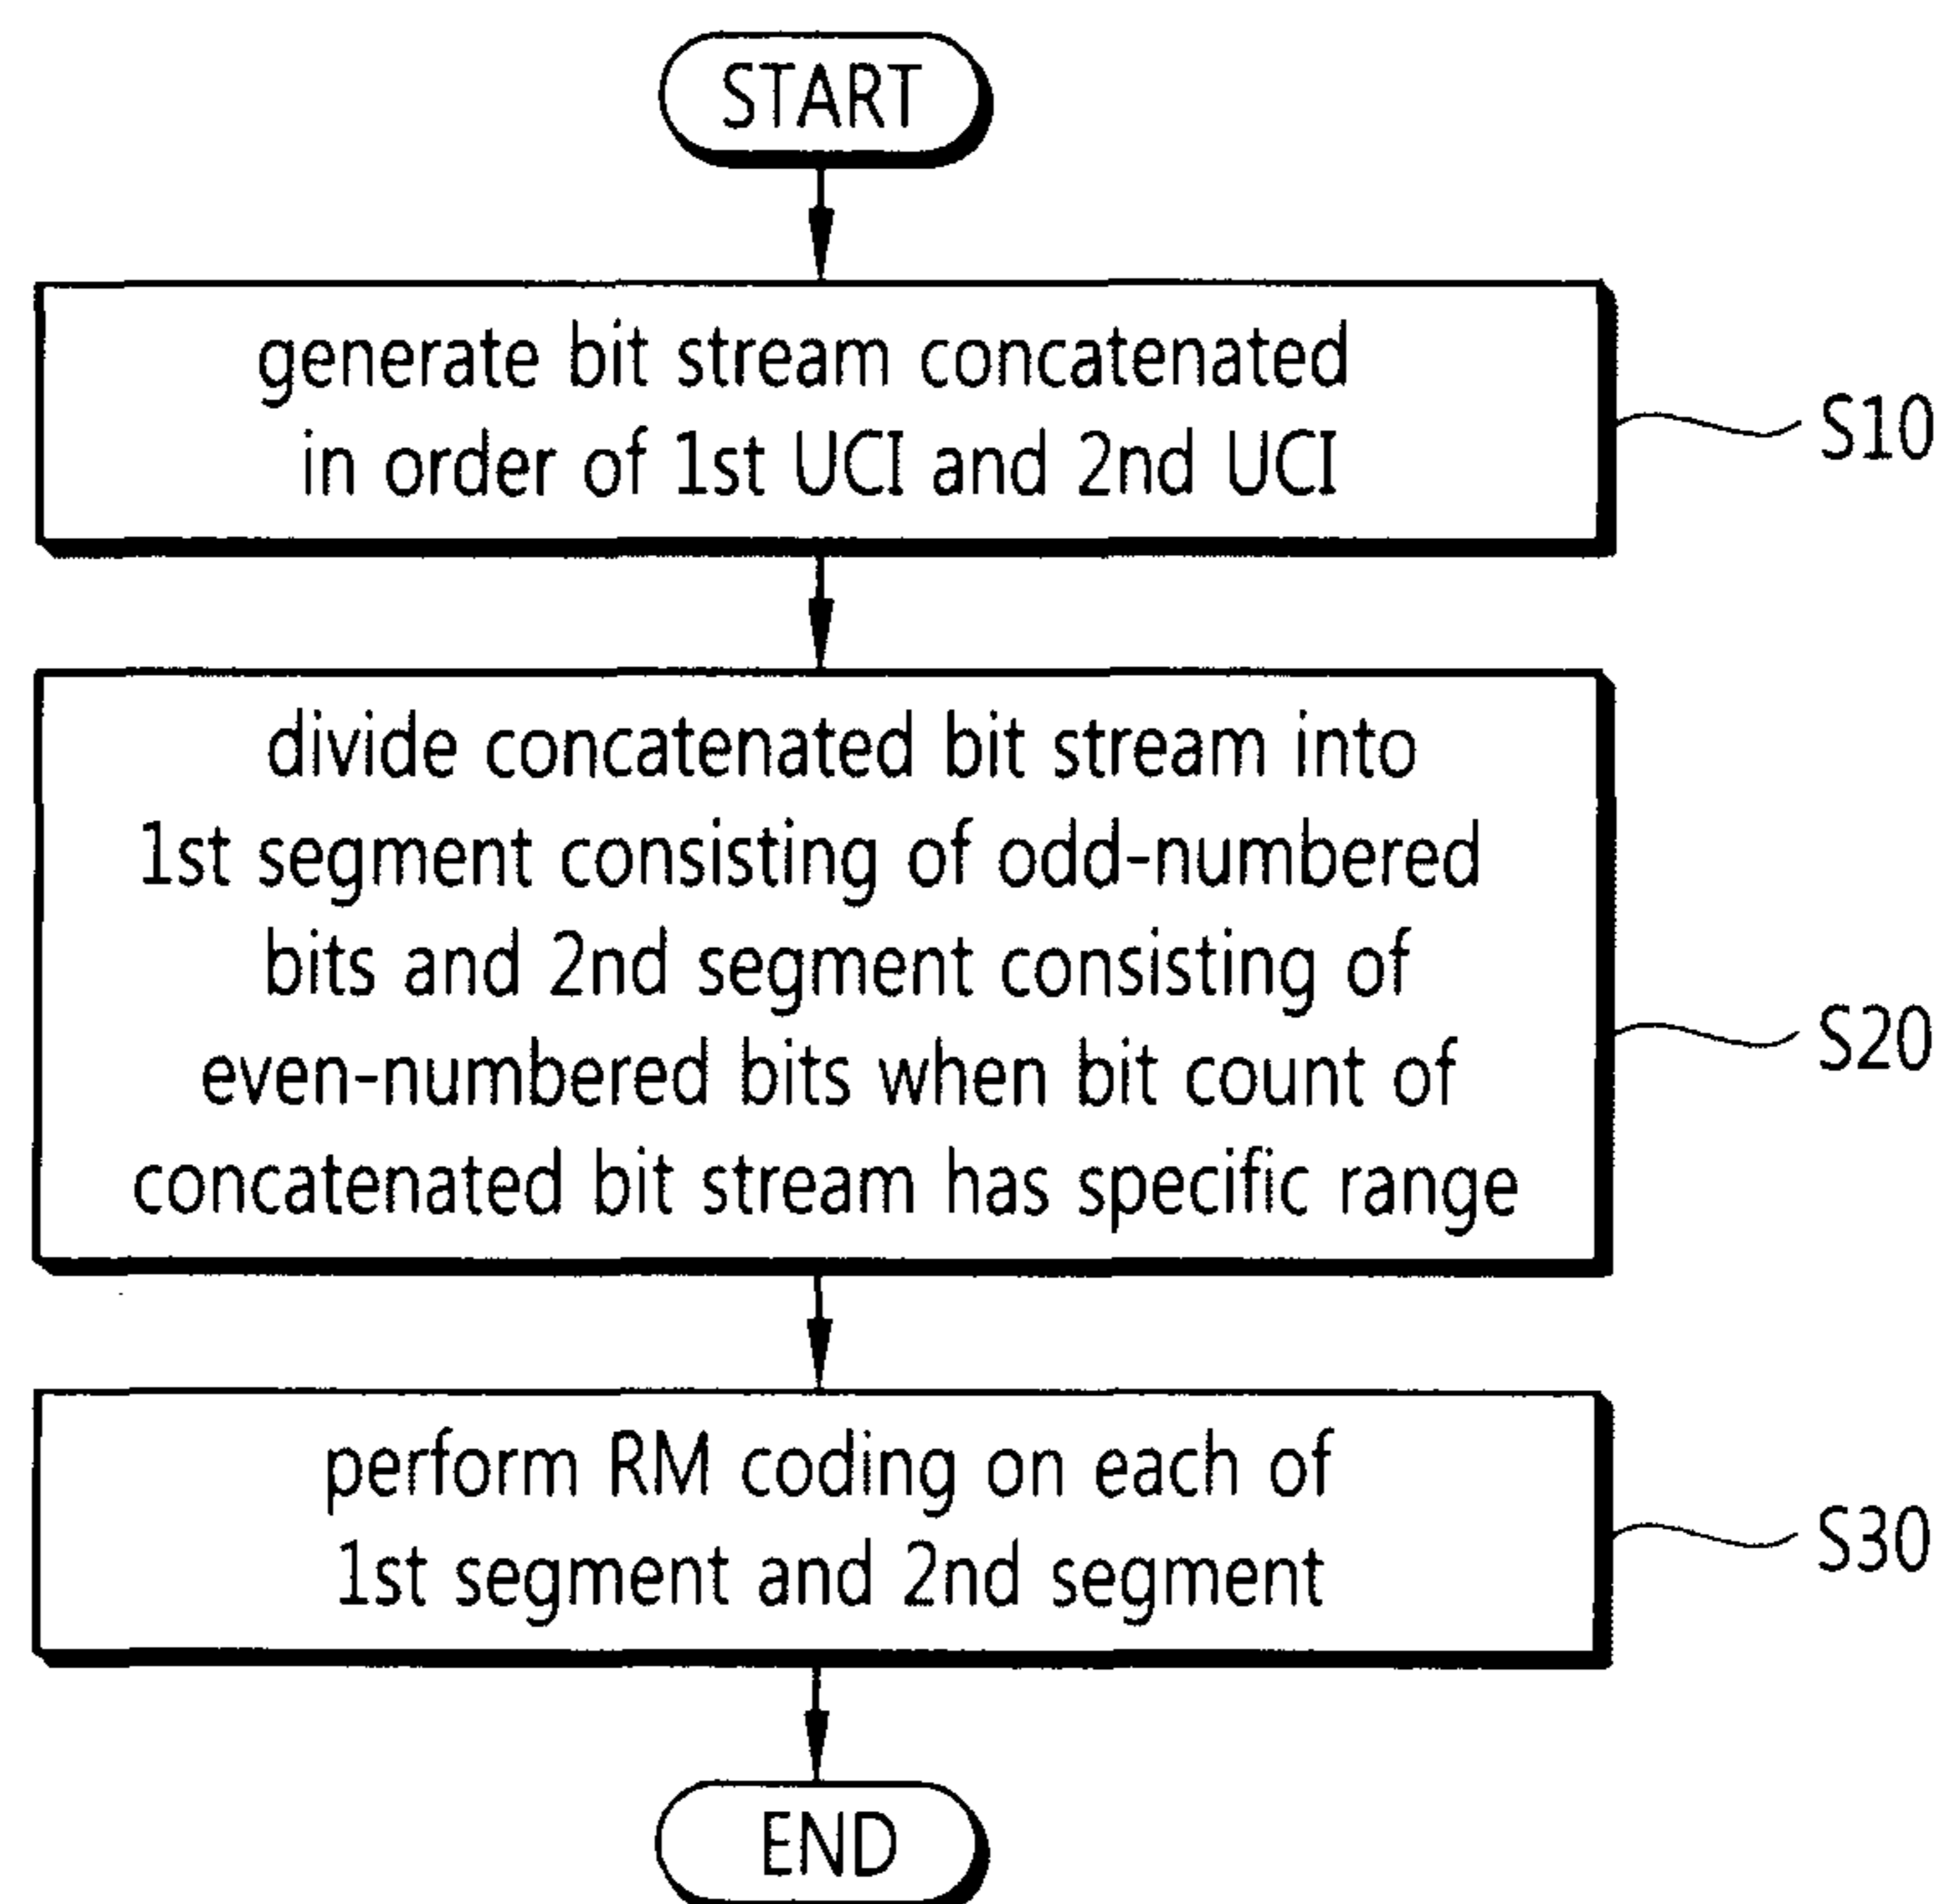 START
generate bit stream concatenated
in order of 1st UCI and 2nd UCI
S10
divide concatenated bit stream into
1st segment consisting of odd-numbered
bits and 2nd segment consisting of
even-numbered bits when bit count of
concatenated bit stream has specific range
S20
perform RM coding on each of
1st segment and 2nd segment
S30
END